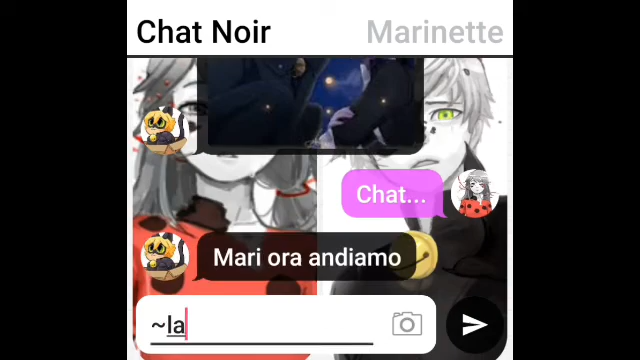 Chat Noir Marinette
Chat...
Mari ora andiamo
~la